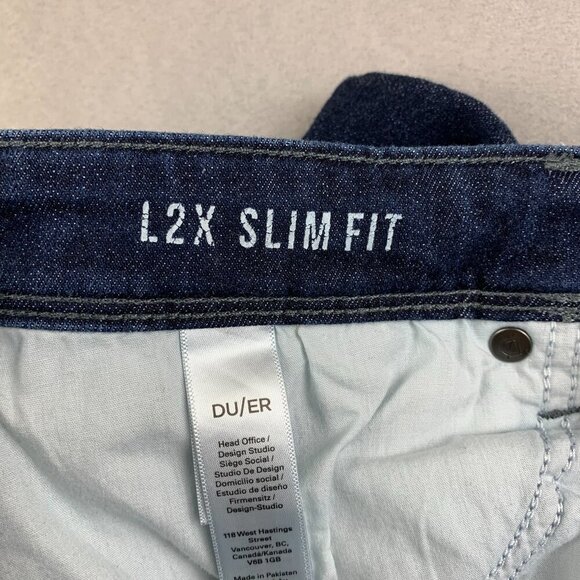 L2X SLIM FIT
DU/ER
Head Office /
Design Studio
Siège Social /
Studio De Design
Domicilio social /
Estudio de diseño
Firmensitz /
Design-Studio
118 West Hastings
Street
Vancouver, BC,
Canada/Kanada
V6B 1G8
Made in Pakistan